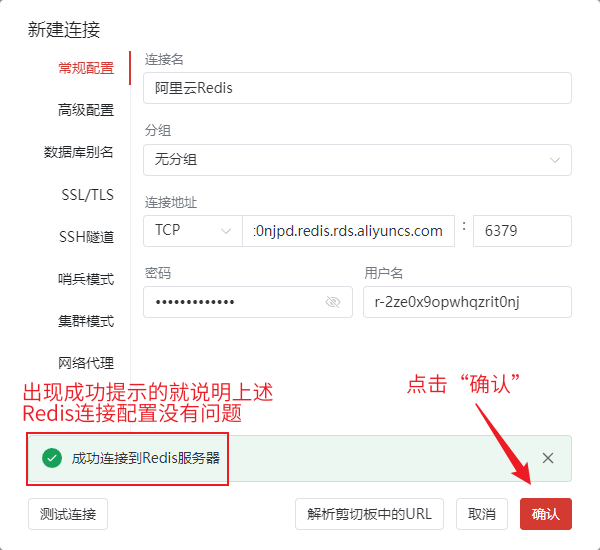 新建连接
常规配置
高级配置
数据库别名
SSL/TLS
SSH隧道
哨兵模式
集群模式
网络代理
连接名
阿里云Redis
分组
无分组
连接地址
TCP
:0njpd.redis.rds.aliyuncs.com
:
6379
密码
用户名
•••••••••••••
r-2ze0x9opwhqzrit0nj
出现成功提示的就说明上述
Redis连接配置没有问题
点击“确认”
成功连接到Redis服务器
测试连接
解析剪切板中的URL
取消
确认